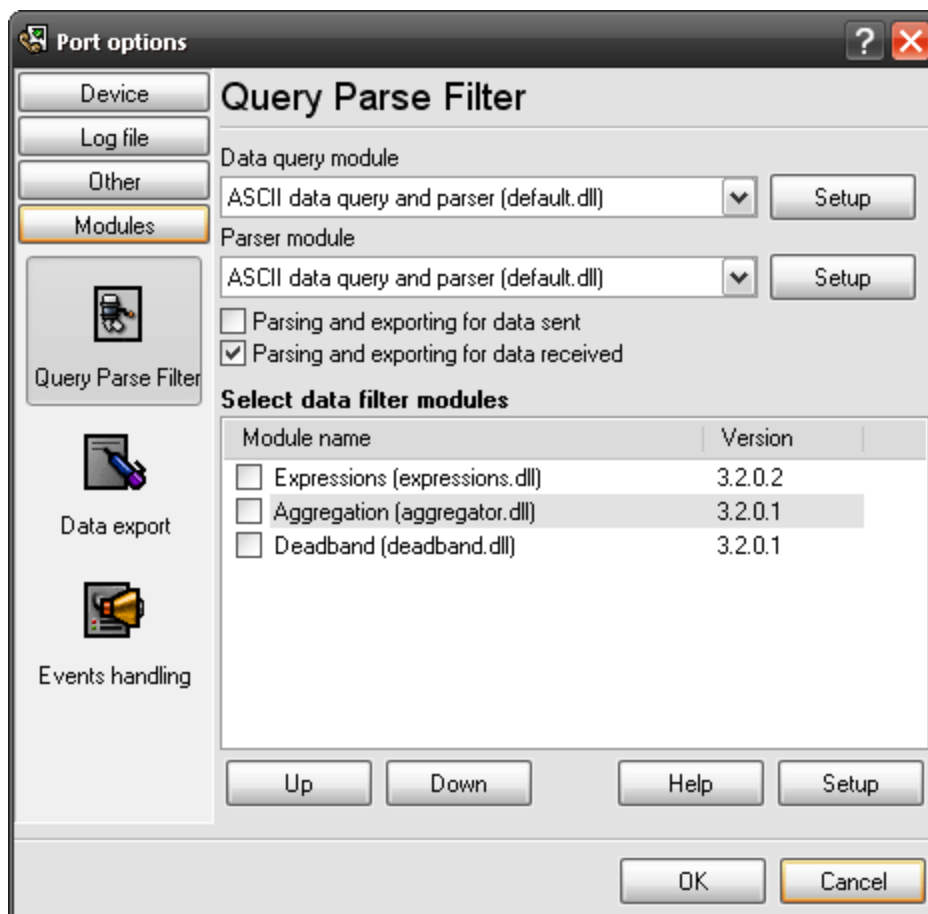 Port options
Device
Log file
Other
Modules
Query Parse Filter
Data export
Events handling
Query Parse Filter
Data query module
ASCII data query and parser (default.dll)
Setup
Parser module
ASCII data query and parser (default.dll)
Setup
Parsing and exporting for data sent
Parsing and exporting for data received
Select data filter modules
Module name Version
Expressions (expressions.dll) 3.2.0.2
Aggregation (aggregator.dll) 3.2.0.1
Deadband (deadband.dll) 3.2.0.1
Up Down Help Setup
OK Cancel